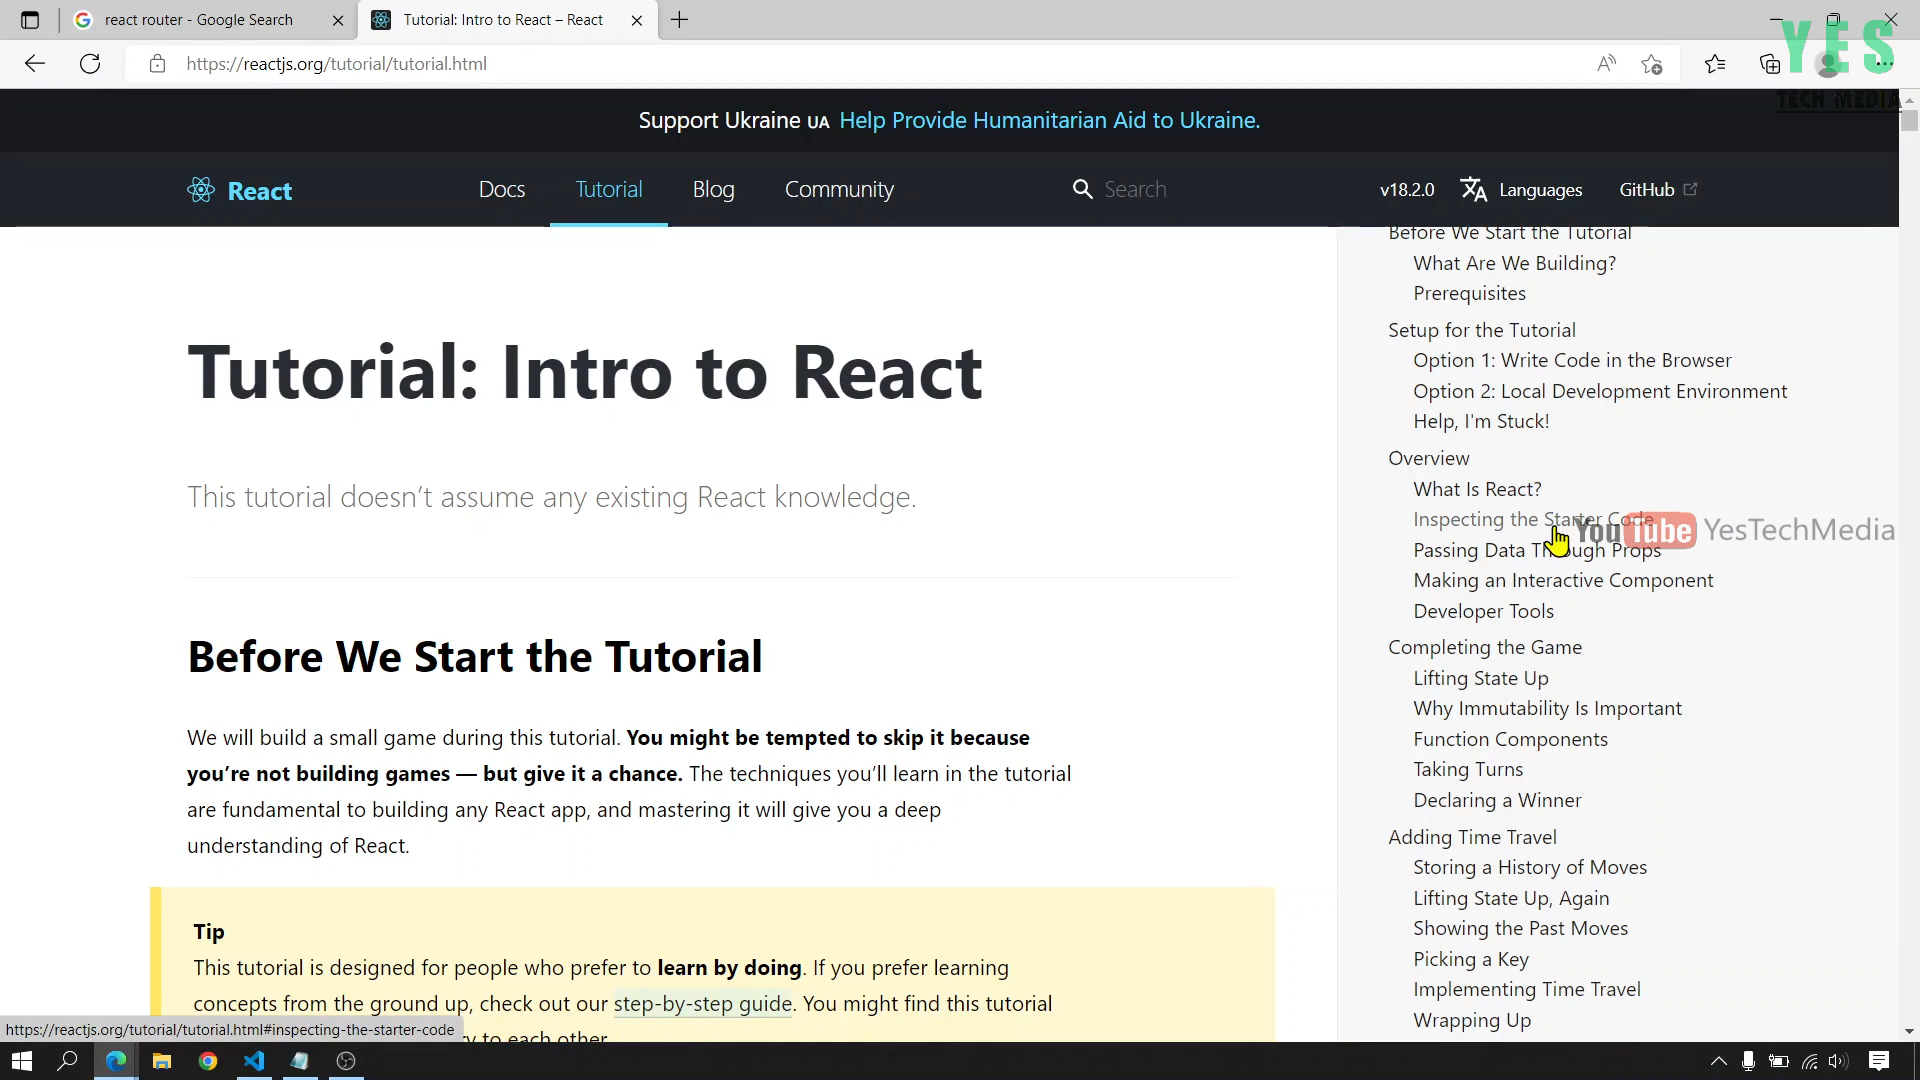 react router - Google Search
Tutorial: Intro to React – React
https://reactjs.org/tutorial/tutorial.html
YES
TECH MEDIA
Support Ukraine UA Help Provide Humanitarian Aid to Ukraine.
React
Docs
Tutorial
Blog
Community
Search
v18.2.0
Languages
GitHub
Tutorial: Intro to React
This tutorial doesn’t assume any existing React knowledge.
Before We Start the Tutorial
We will build a small game during this tutorial. You might be tempted to skip it because
you’re not building games — but give it a chance. The techniques you’ll learn in the tutorial
are fundamental to building any React app, and mastering it will give you a deep
understanding of React.
Tip
This tutorial is designed for people who prefer to learn by doing. If you prefer learning
concepts from the ground up, check out our step-by-step guide. You might find this tutorial
y to each other.
Before We Start the Tutorial
What Are We Building?
Prerequisites
Setup for the Tutorial
Option 1: Write Code in the Browser
Option 2: Local Development Environment
Help, I'm Stuck!
Overview
What Is React?
Inspecting the Starter Code
YouTube YesTechMedia
Passing Data Through Props
Making an Interactive Component
Developer Tools
Completing the Game
Lifting State Up
Why Immutability Is Important
Function Components
Taking Turns
Declaring a Winner
Adding Time Travel
Storing a History of Moves
Lifting State Up, Again
Showing the Past Moves
Picking a Key
Implementing Time Travel
Wrapping Up
https://reactjs.org/tutorial/tutorial.html#inspecting-the-starter-code